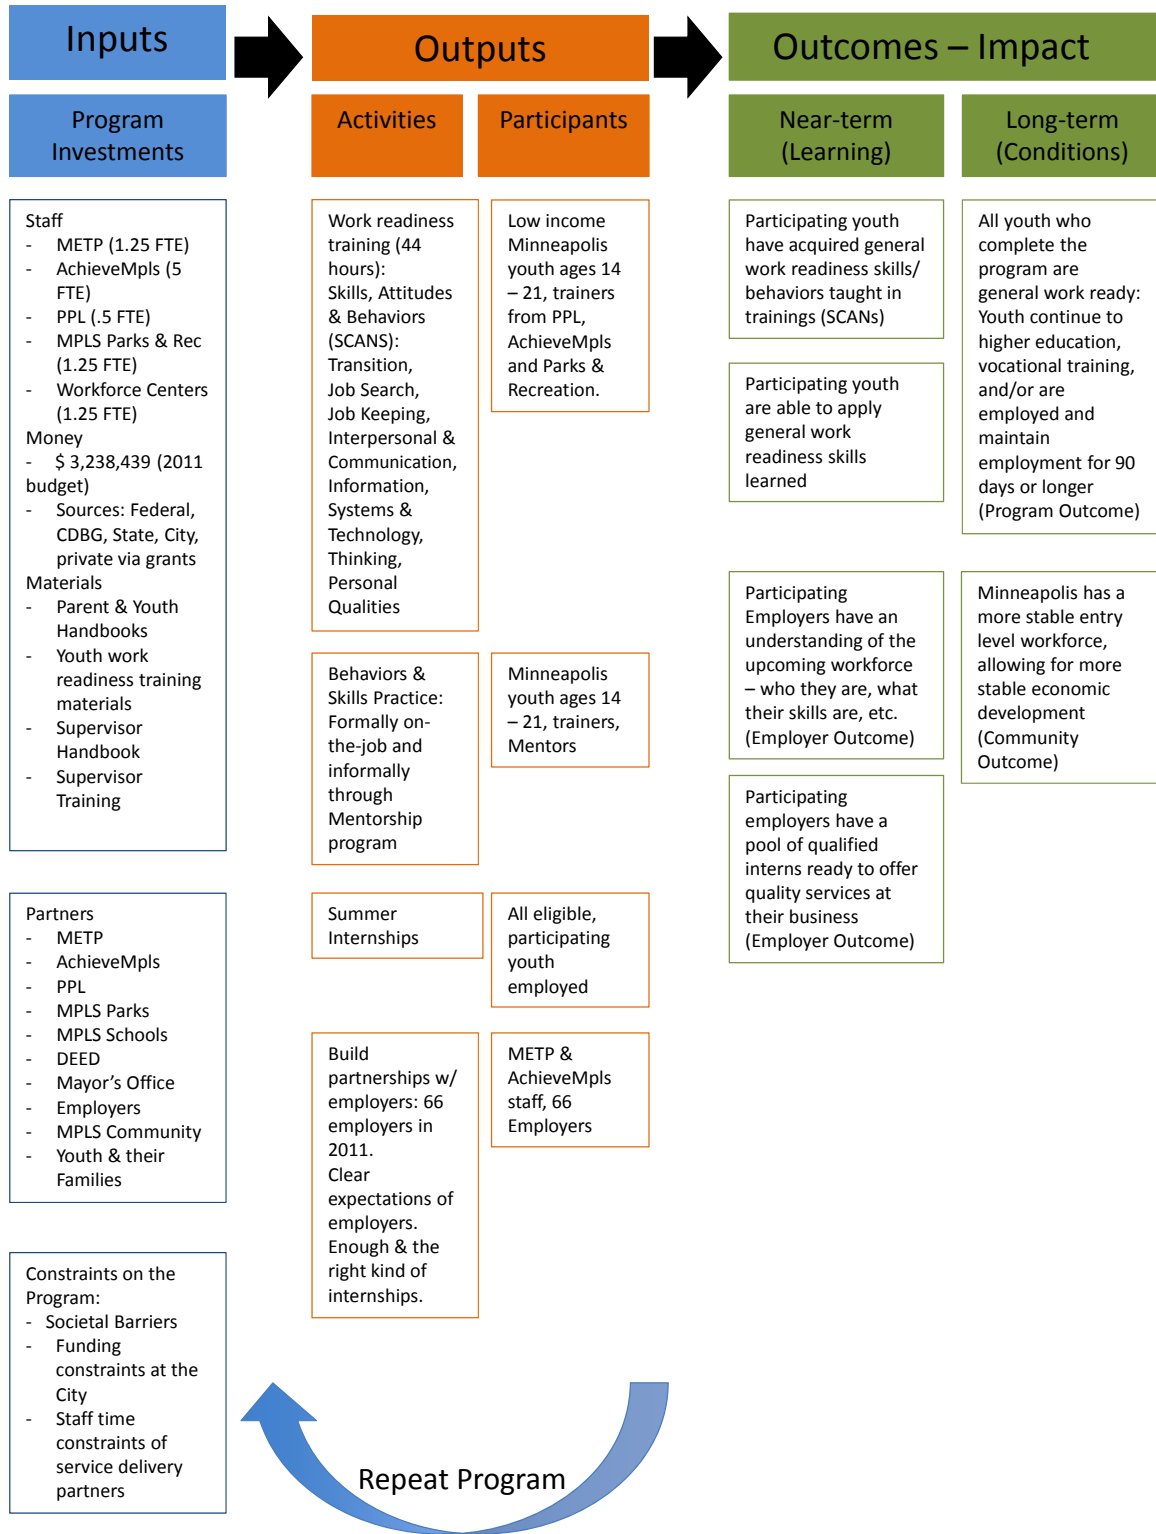 Inputs
Outputs
Outcomes – Impact
Program
Investments
Activities
Participants
Near-term
(Learning)
Long-term
(Conditions)
Staff
- METP (1.25 FTE)
- AchieveMpls (5
FTE)
- PPL (.5 FTE)
- MPLS Parks & Rec
(1.25 FTE)
- Workforce Centers
(1.25 FTE)
Money
- $ 3,238,439 (2011
budget)
- Sources: Federal,
CDBG, State, City,
private via grants
Materials
- Parent & Youth
Handbooks
- Youth work
readiness training
materials
- Supervisor
Handbook
- Supervisor
Training
Partners
- METP
- AchieveMpls
- PPL
- MPLS Parks
- MPLS Schools
- DEED
- Mayor’s Office
- Employers
- MPLS Community
- Youth & their
Families
Constraints on the
Program:
- Societal Barriers
- Funding
constraints at the
City
- Staff time
constraints of
service delivery
partners
Work readiness
training (44
hours):
Skills, Attitudes
& Behaviors
(SCANS):
Transition,
Job Search,
Job Keeping,
Interpersonal &
Communication,
Information,
Systems &
Technology,
Thinking,
Personal
Qualities
Low income
Minneapolis
youth ages 14
– 21, trainers
from PPL,
AchieveMpls
and Parks &
Recreation.
Behaviors &
Skills Practice:
Formally on-
the-job and
informally
through
Mentorship
program
Minneapolis
youth ages 14
– 21, trainers,
Mentors
Summer
Internships
All eligible,
participating
youth
employed
Build
partnerships w/
employers: 66
employers in
2011.
Clear
expectations of
employers.
Enough & the
right kind of
internships.
METP &
AchieveMpls
staff, 66
Employers
Participating youth
have acquired general
work readiness skills/
behaviors taught in
trainings (SCANs)
Participating youth
are able to apply
general work
readiness skills
learned
Participating
Employers have an
understanding of the
upcoming workforce
– who they are, what
their skills are, etc.
(Employer Outcome)
Participating
employers have a
pool of qualified
interns ready to offer
quality services at
their business
(Employer Outcome)
All youth who
complete the
program are
general work ready:
Youth continue to
higher education,
vocational training,
and/or are
employed and
maintain
employment for 90
days or longer
(Program Outcome)
Minneapolis has a
more stable entry
level workforce,
allowing for more
stable economic
development
(Community
Outcome)
Repeat Program